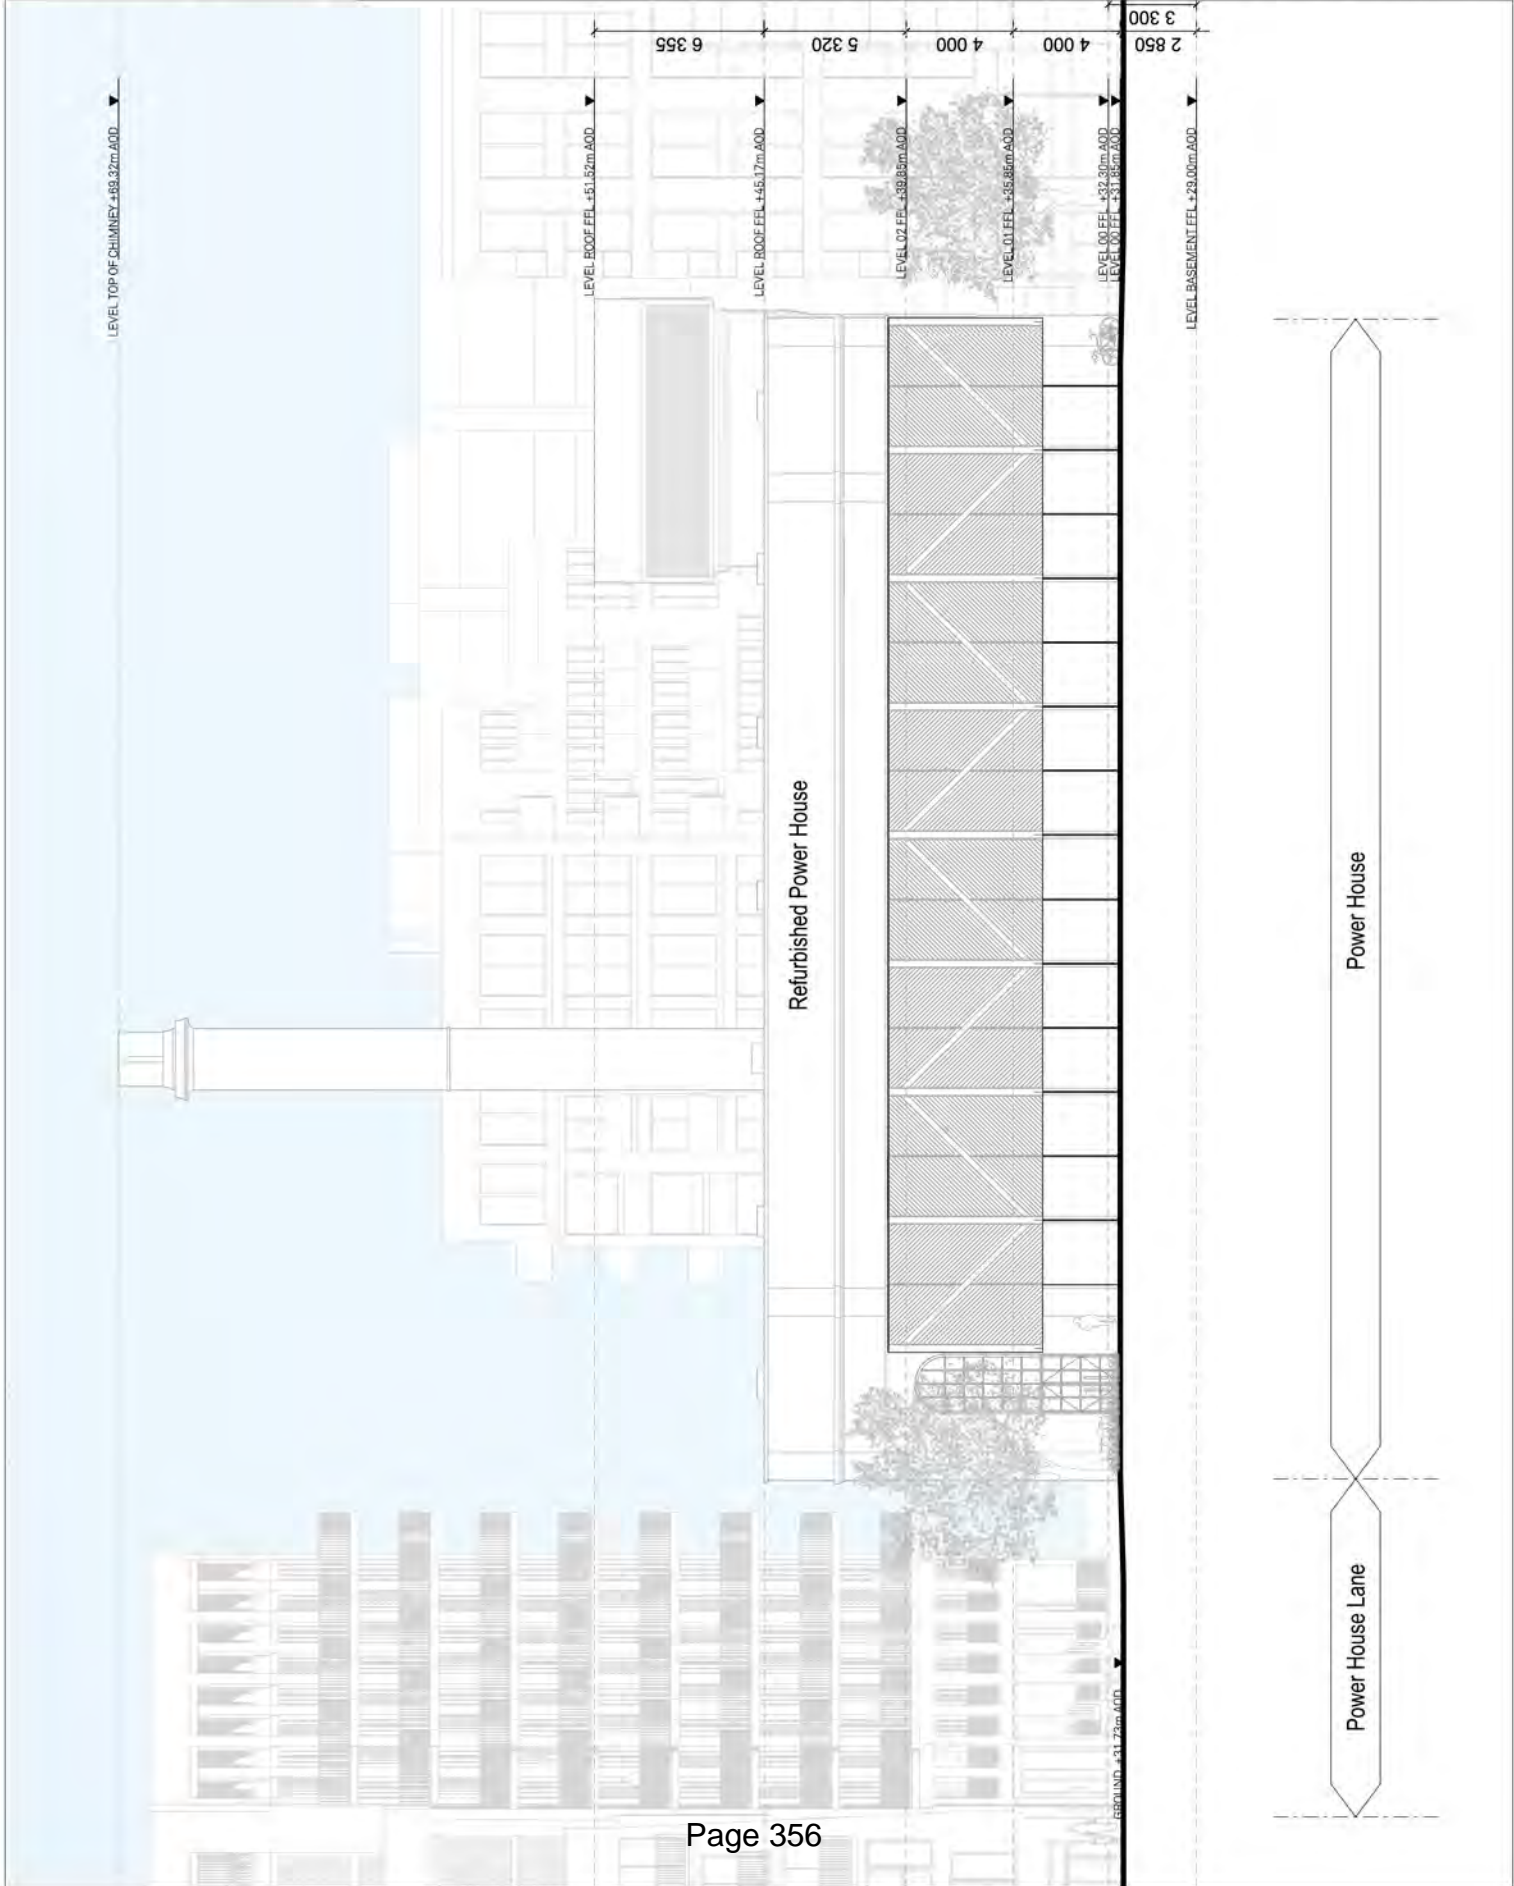 LEVEL TOP OF CHIMNEY +69.32m AOD
LEVEL ROOF FFL +51.52m AOD
LEVEL ROOF FFL +45.17m AOD
LEVEL 02 FFL +39.85m AOD
LEVEL 01 FFL +35.85m AOD
LEVEL 00 FFL +32.30m AOD
LEVEL 00 FFL +31.85m AOD
LEVEL BASEMENT FFL +29.00m AOD
6 355
5 320
4 000
4 000
2 850
3 300
Refurbished Power House
GROUND +31.73m AOD
Power House Lane
Power House
Page 356